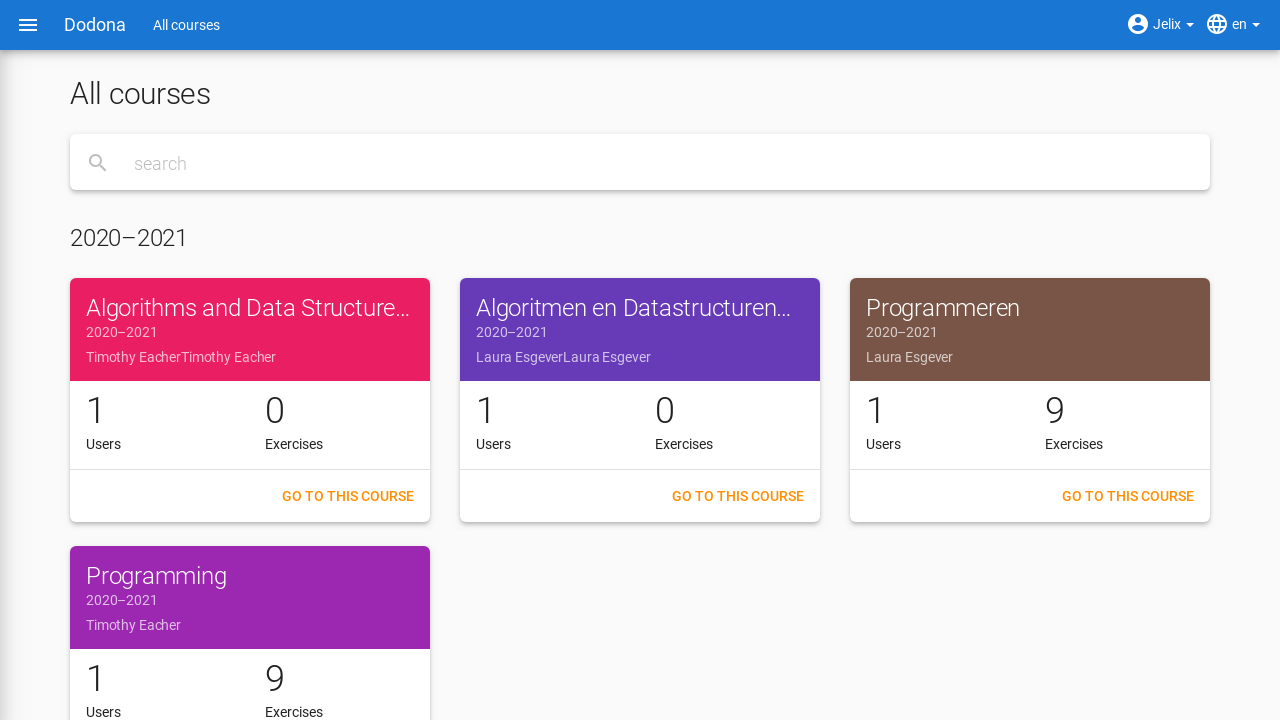 Dodona
All courses
Jelix
en
All courses
search
2020–2021
Algorithms and Data Structure...
2020–2021
Timothy EacherTimothy Eacher
1
0
Users
Exercises
GO TO THIS COURSE
Algoritmen en Datastructuren...
2020–2021
Laura EsgeverLaura Esgever
1
0
Users
Exercises
GO TO THIS COURSE
Programmeren
2020–2021
Laura Esgever
1
9
Users
Exercises
GO TO THIS COURSE
Programming
2020–2021
Timothy Eacher
1
9
Users
Exercises